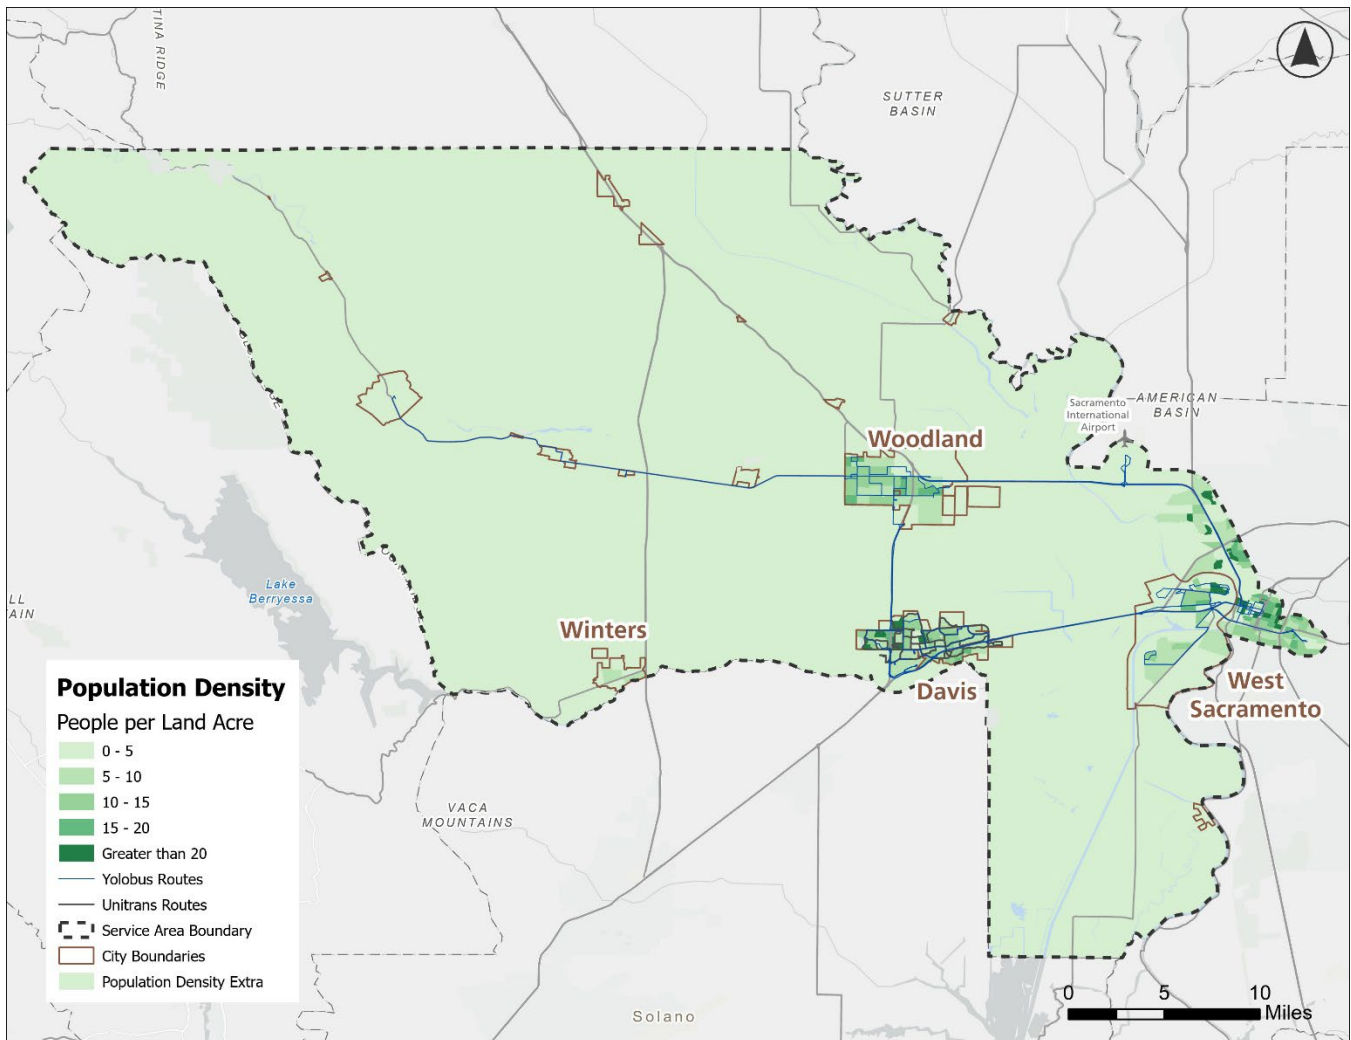 TINA RIDGE
SUTTER
BASIN
AMERICAN
BASIN
Sacramento
International
Airport
Woodland
Lake
Berryessa
LL
AIN
Winters
Davis
West
Sacramento
VACA
MOUNTAINS
Solano
Population Density
People per Land Acre
0 - 5
5 - 10
10 - 15
15 - 20
Greater than 20
Yolobus Routes
Unitrans Routes
Service Area Boundary
City Boundaries
Population Density Extra
0 5 10
Miles